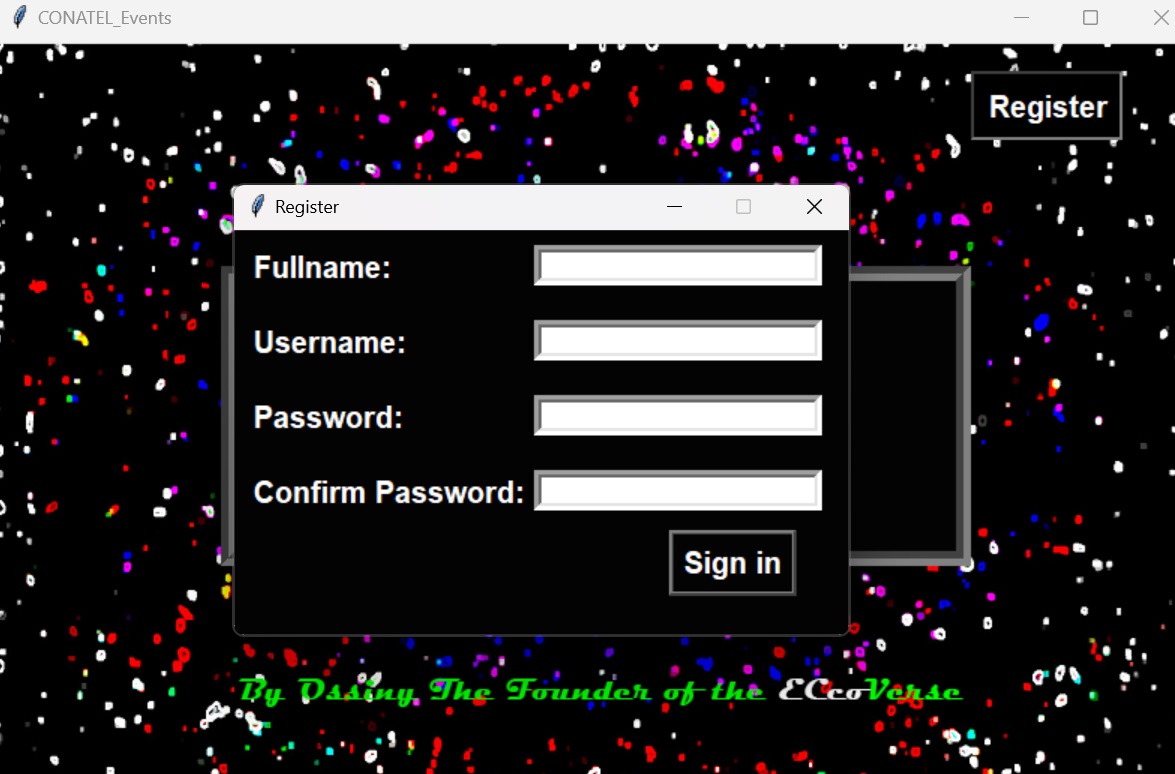 CONATEL_Events
Register
Register
Fullname:
Username:
Password:
Confirm Password:
Sign in
By Ossiny The Founder of the ECcoVerse